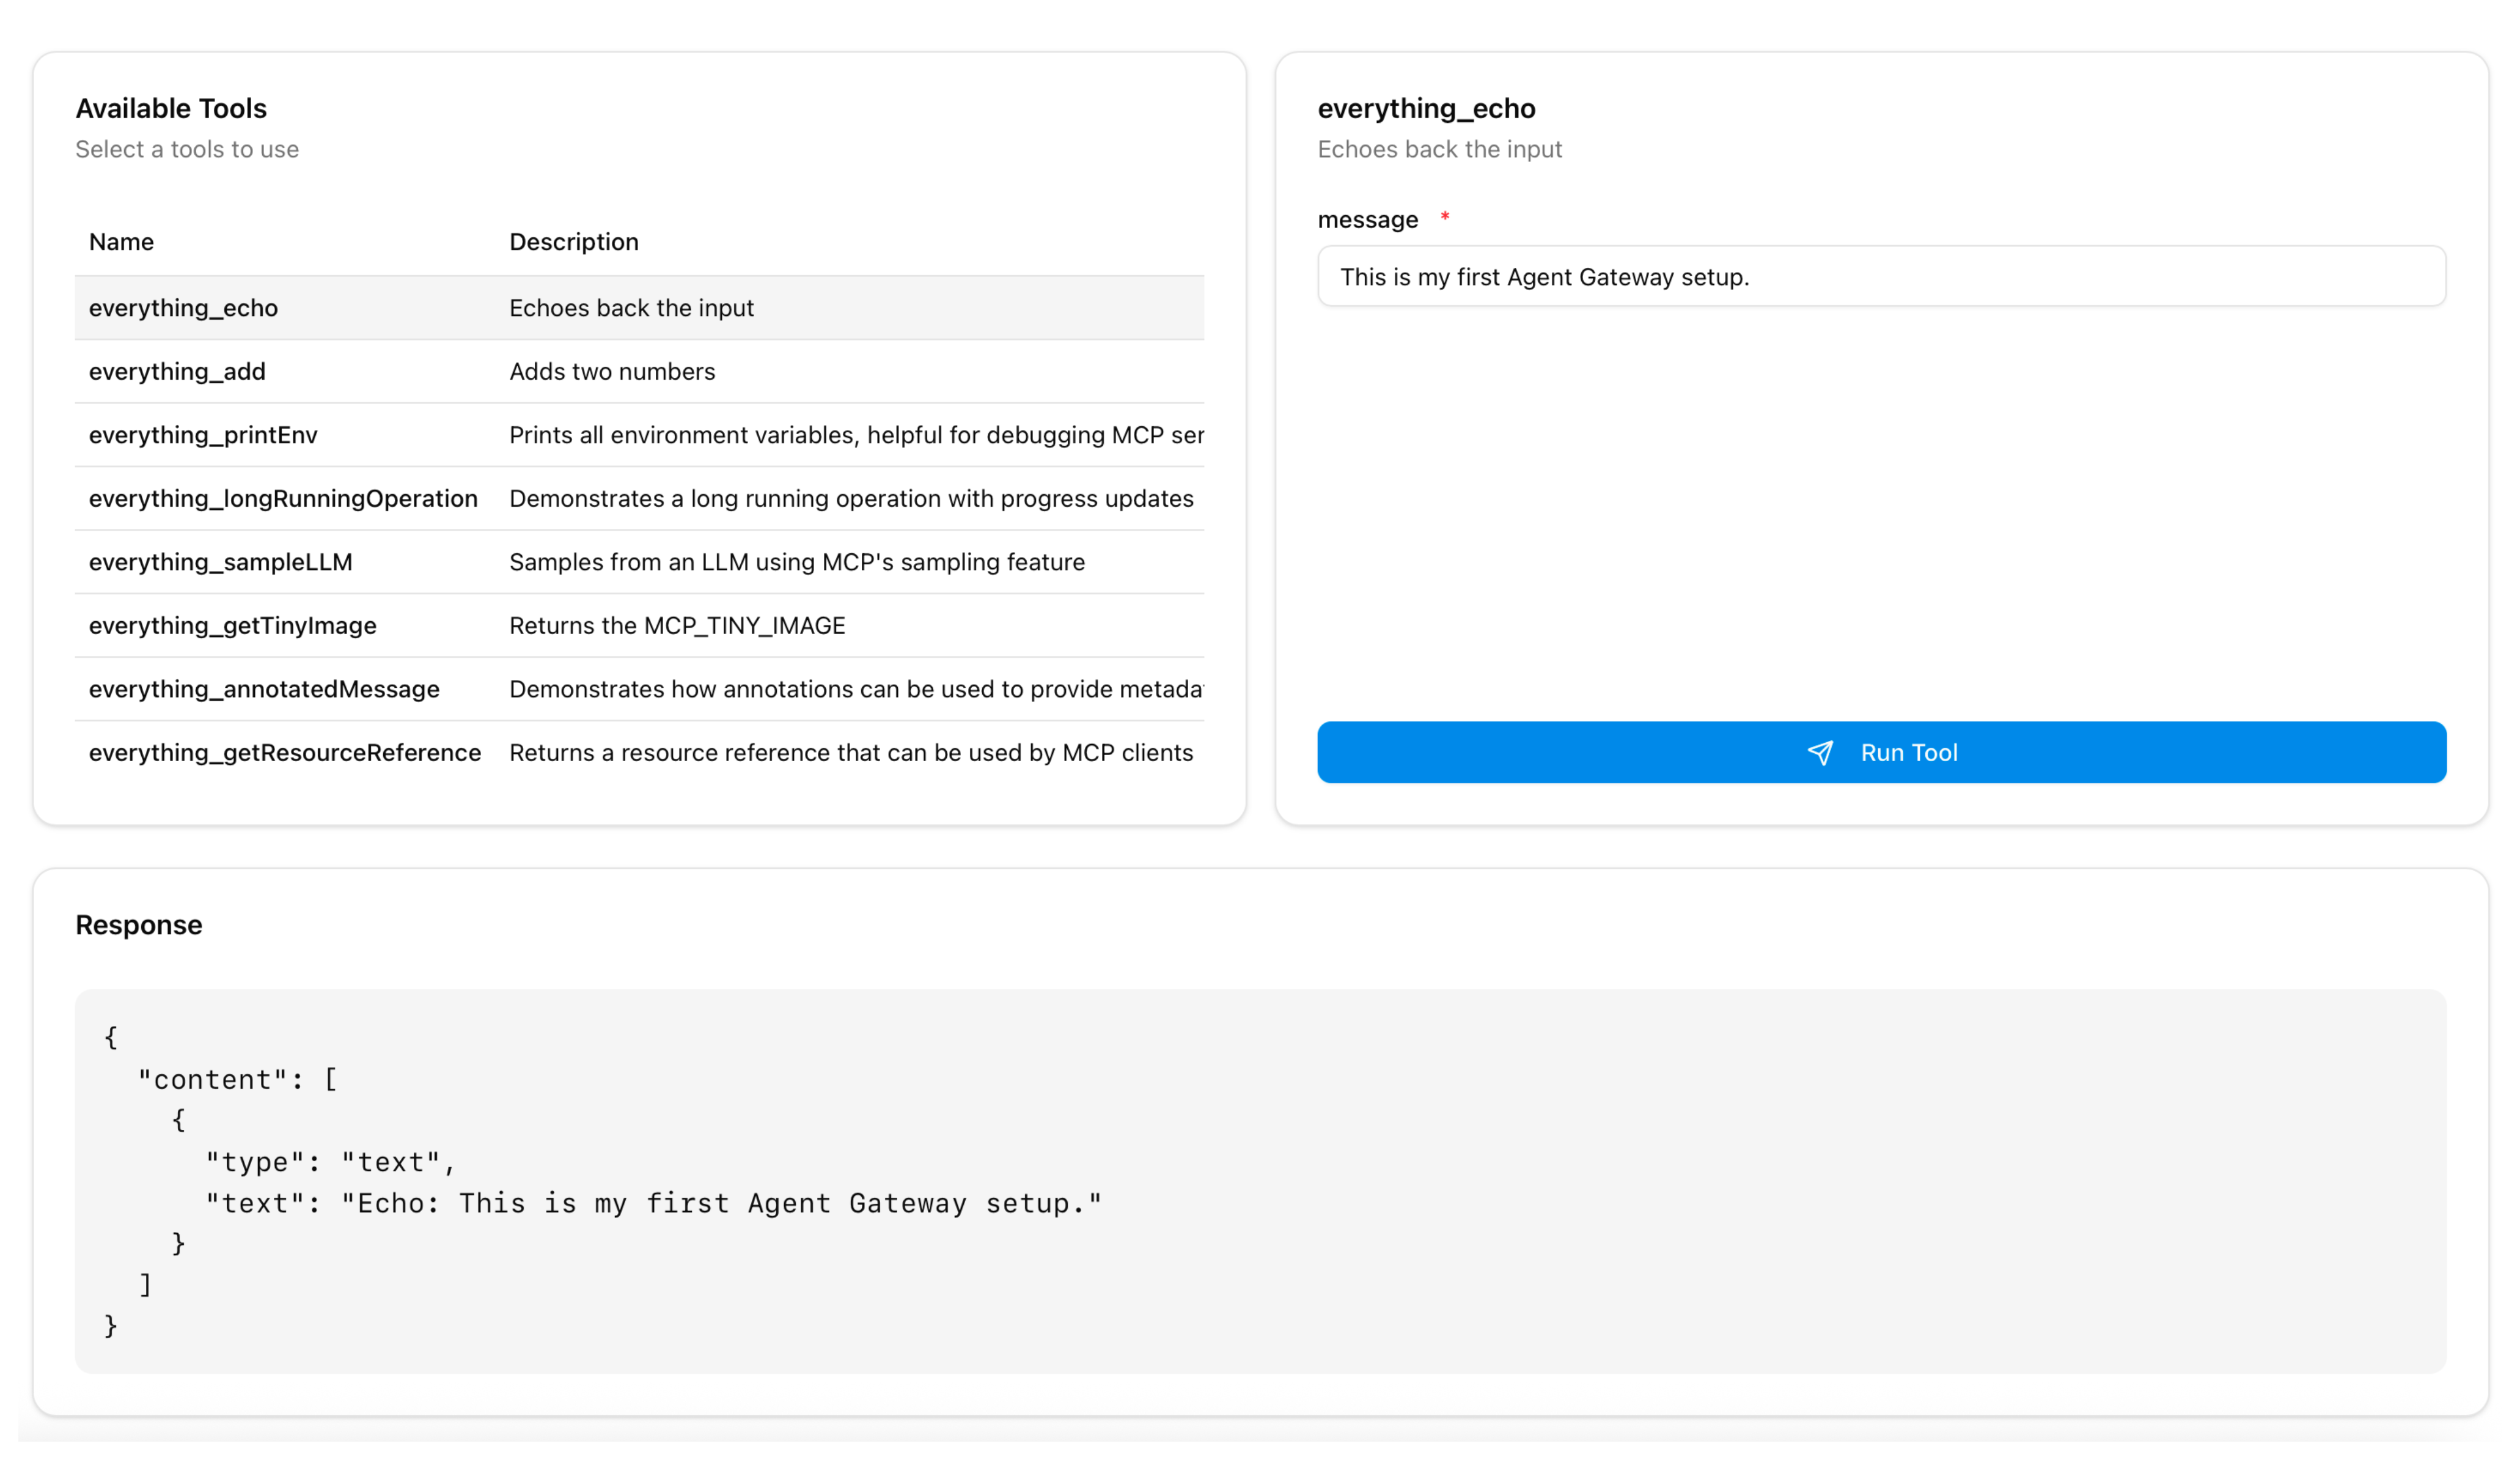 Available Tools
Select a tools to use
Name Description
everything_echo Echoes back the input
everything_add Adds two numbers
everything_printEnv Prints all environment variables, helpful for debugging MCP ser
everything_longRunningOperation Demonstrates a long running operation with progress updates
everything_sampleLLM Samples from an LLM using MCP's sampling feature
everything_getTinyImage Returns the MCP_TINY_IMAGE
everything_annotatedMessage Demonstrates how annotations can be used to provide metada
everything_getResourceReference Returns a resource reference that can be used by MCP clients
everything_echo
Echoes back the input
message *
This is my first Agent Gateway setup.
Run Tool
Response
{
  "content": [
    {
      "type": "text",
      "text": "Echo: This is my first Agent Gateway setup."
    }
  ]
}